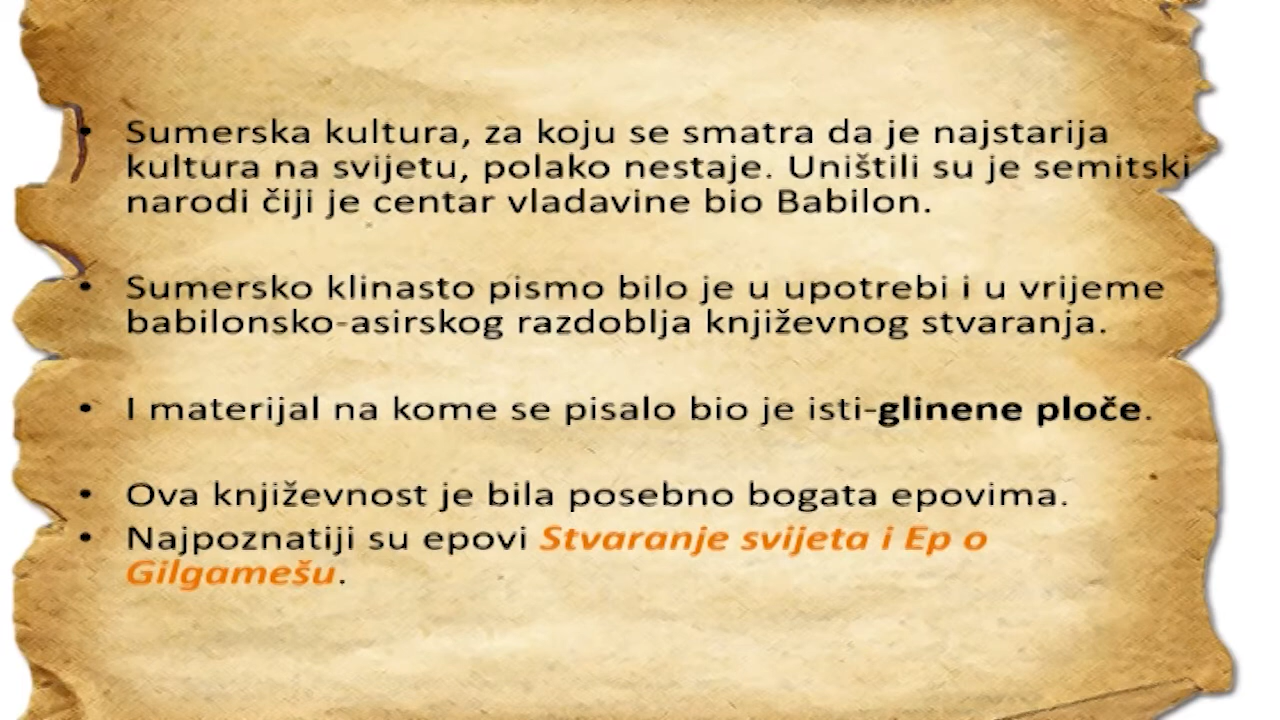 • Sumerska kultura, za koju se smatra da je najstarija
kultura na svijetu, polako nestaje. Uništili su je semitski
narodi čiji je centar vladavine bio Babilon.
• Sumersko klinasto pismo bilo je u upotrebi i u vrijeme
babilonsko-asirskog razdoblja književnog stvaranja.
• I materijal na kome se pisalo bio je isti-glinene ploče.
• Ova književnost je bila posebno bogata epovima.
• Najpoznatiji su epovi Stvaranje svijeta i Ep o
Gilgamešu.